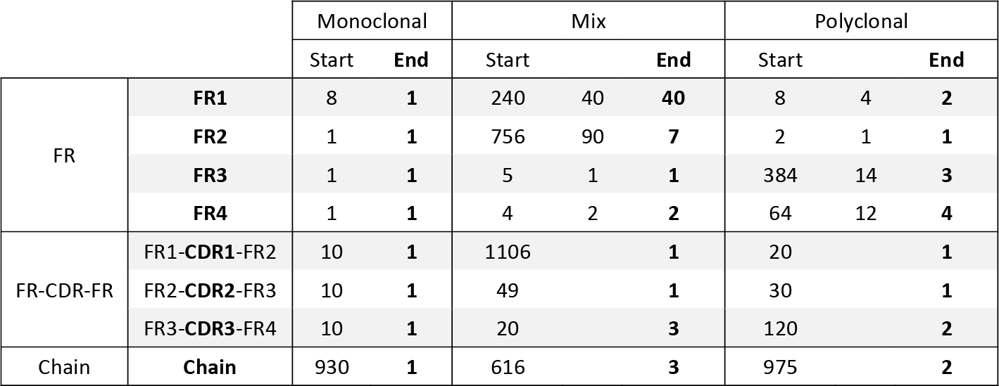 Monoclonal Mix Polyclonal
Start End Start End Start End
FR1 8 1 240 40 40 8 4 2
FR2 1 1 756 90 7 2 1 1
FR
FR3 1 1 5 1 1 384 14 3
FR4 1 1 4 2 2 64 12 4
FR1-CDR1-FR2 10 1 1106 1 20 1
FR-CDR-FR FR2-CDR2-FR3 10 1 49 1 30 1
FR3-CDR3-FR4 10 1 20 3 120 2
Chain Chain 930 1 616 3 975 2